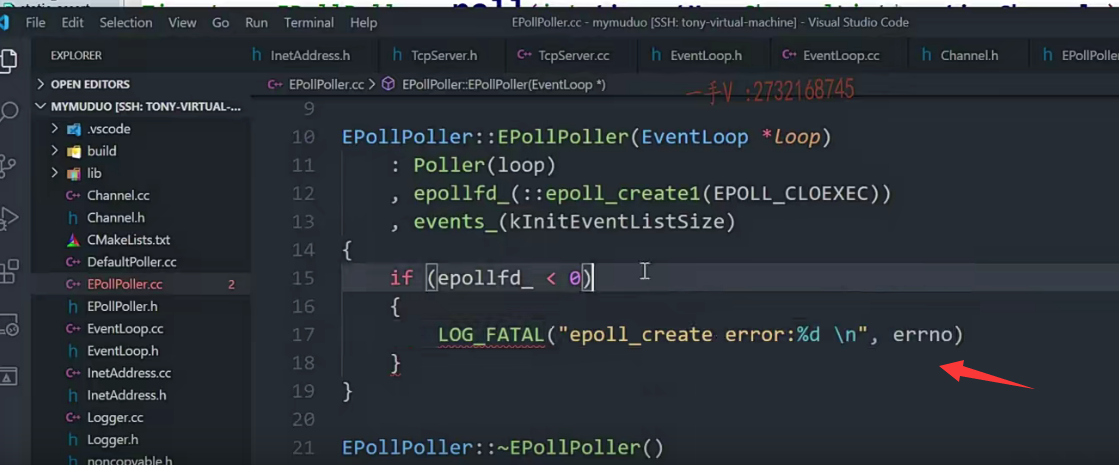 File Edit Selection View Go Run Terminal Help EPollPoller.cc - mymuduo [SSH: tony-virtual-machine] - Visual Studio Code
EXPLORER
InetAddress.h TcpServer.h TcpServer.cc EventLoop.h EventLoop.cc Channel.h EPollPoller
OPEN EDITORS
EPollPoller.cc > EPollPoller::EPollPoller(EventLoop *)
一手V :2732168745
MYMUDUO [SSH: TONY-VIRTUAL-...
.vscode
build
lib
Channel.cc
Channel.h
CMakeLists.txt
DefaultPoller.cc
EPollPoller.cc 2
EPollPoller.h
EventLoop.cc
EventLoop.h
InetAddress.cc
InetAddress.h
Logger.cc
Logger.h
noncopyable.h
9
10 EPollPoller::EPollPoller(EventLoop *loop)
11 : Poller(loop)
12 , epollfd_(::epoll_create1(EPOLL_CLOEXEC))
13 , events_(kInitEventListSize)
14 {
15 if (epollfd_ < 0)
16 {
17 LOG_FATAL("epoll_create error:%d \n", errno)
18 }
19 }
20
21 EPollPoller::~EPollPoller()